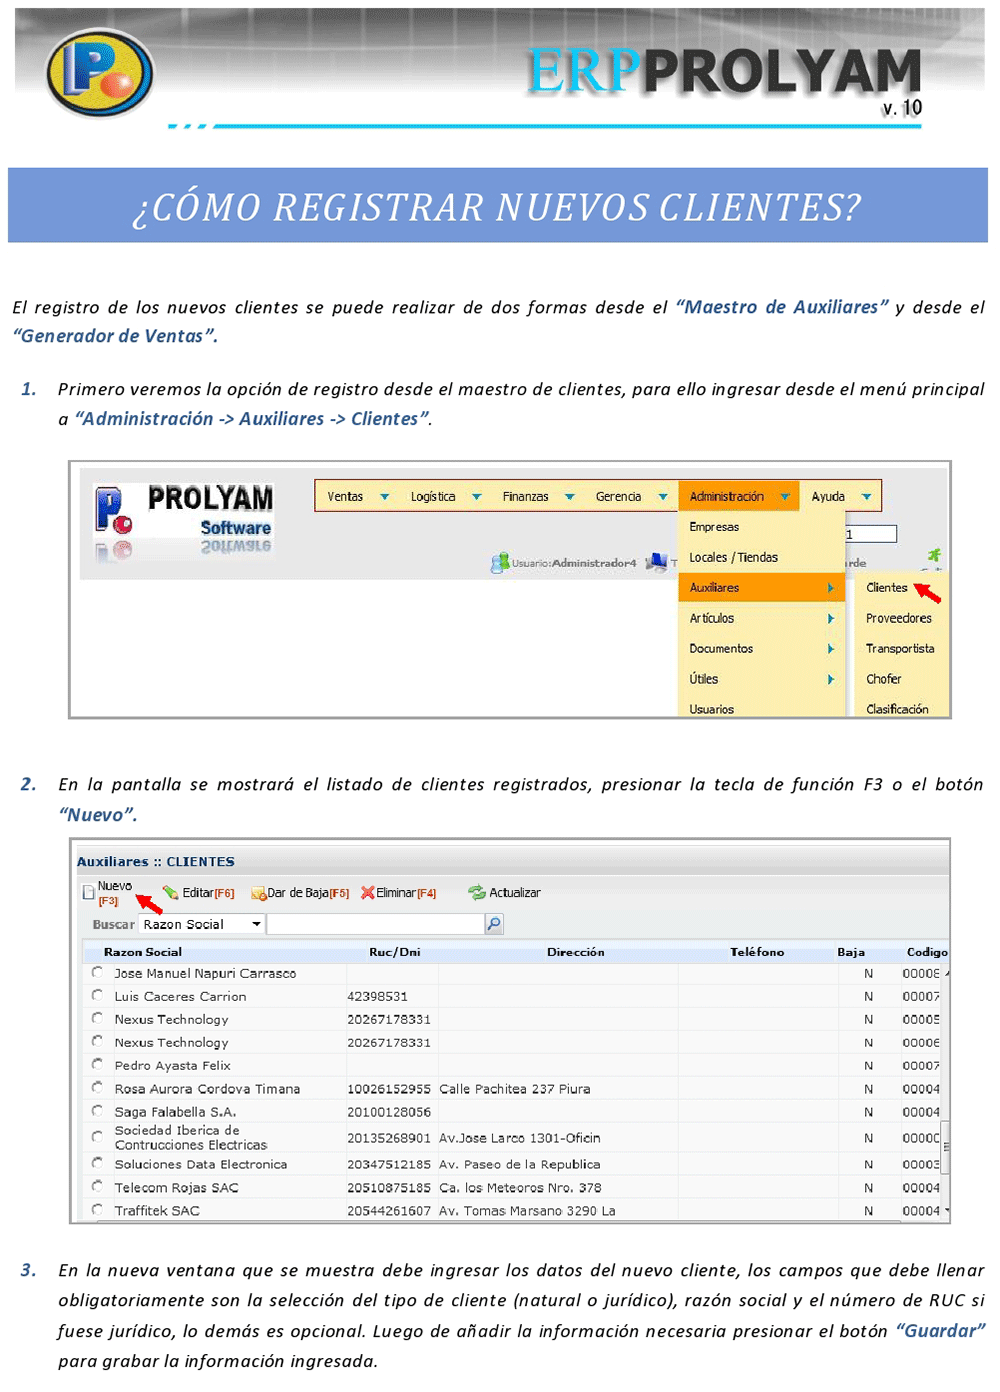 ERPPROLYAM
v. 10
¿CÓMO REGISTRAR NUEVOS CLIENTES?
El registro de los nuevos clientes se puede realizar de dos formas desde el “Maestro de Auxiliares” y desde el
“Generador de Ventas”.
1. Primero veremos la opción de registro desde el maestro de clientes, para ello ingresar desde el menú principal
a “Administración -> Auxiliares -> Clientes”.
PROLYAM
Software
Ventas Logística Finanzas Gerencia Administración Ayuda
Empresas
1
Locales / Tiendas
Usuario:Administrador4 T rde
Auxiliares Clientes
Artículos Proveedores
Documentos Transportista
Útiles Chofer
Usuarios Clasificación
2. En la pantalla se mostrará el listado de clientes registrados, presionar la tecla de función F3 o el botón
“Nuevo”.
Auxiliares :: CLIENTES
Nuevo [F3] Editar[F6] Dar de Baja[F5] Eliminar[F4] Actualizar
Buscar Razon Social
Razon Social Ruc/Dni Dirección Teléfono Baja Codigo
Jose Manuel Napuri Carrasco N 00008
Luis Caceres Carrion 42398531 N 00007
Nexus Technology 20267178331 N 00005
Nexus Technology 20267178331 N 00006
Pedro Ayasta Felix N 00007
Rosa Aurora Cordova Timana 10026152955 Calle Pachitea 237 Piura N 00004
Saga Falabella S.A. 20100128056 N 00004
Sociedad Iberica de
Contrucciones Electricas 20135268901 Av.Jose Larco 1301-Oficin N 0000
Soluciones Data Electronica 20347512185 Av. Paseo de la Republica N 00003
Telecom Rojas SAC 20510875185 Ca. los Meteoros Nro. 378 N 00004
Traffitek SAC 20544261607 Av. Tomas Marsano 3290 La N 00004
3. En la nueva ventana que se muestra debe ingresar los datos del nuevo cliente, los campos que debe llenar
obligatoriamente son la selección del tipo de cliente (natural o jurídico), razón social y el número de RUC si
fuese jurídico, lo demás es opcional. Luego de añadir la información necesaria presionar el botón “Guardar”
para grabar la información ingresada.